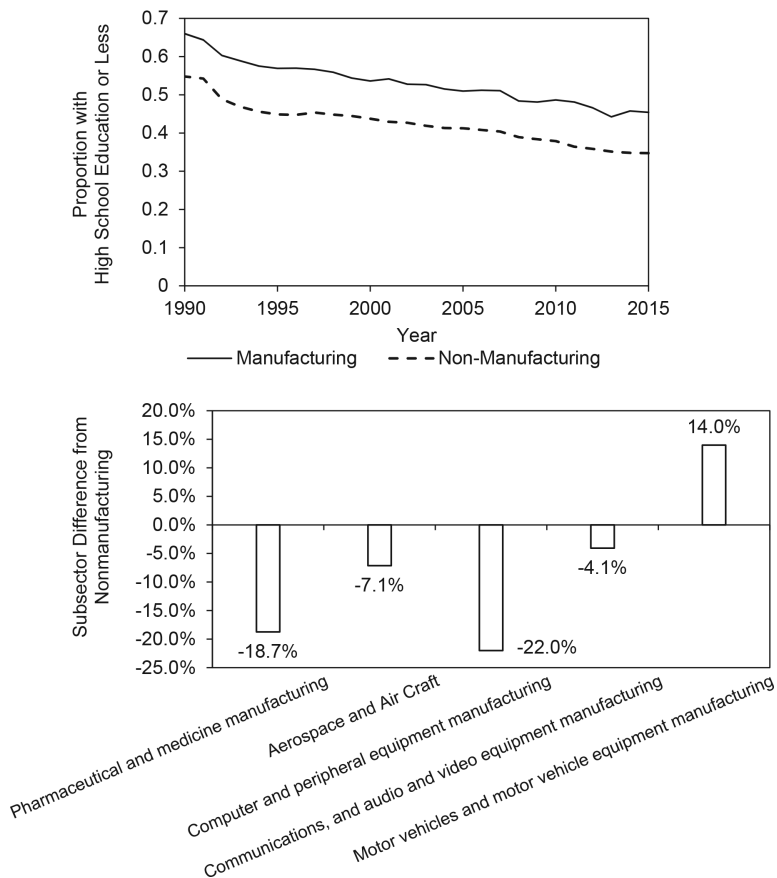 Proportion with
High School Education or Less
0.7
0.6
0.5
0.4
0.3
0.2
0.1
0
1990 1995 2000 2005 2010 2015
Year
Manufacturing Non-Manufacturing
Subsector Difference from
Nonmanufacturing
20.0%
15.0%
10.0%
5.0%
0.0%
-5.0%
-10.0%
-15.0%
-20.0%
-25.0%
-18.7%
-7.1%
-22.0%
-4.1%
14.0%
Pharmaceutical and medicine manufacturing
Aerospace and Air Craft
Computer and peripheral equipment manufacturing
Communications, and audio and video equipment manufacturing
Motor vehicles and motor vehicle equipment manufacturing